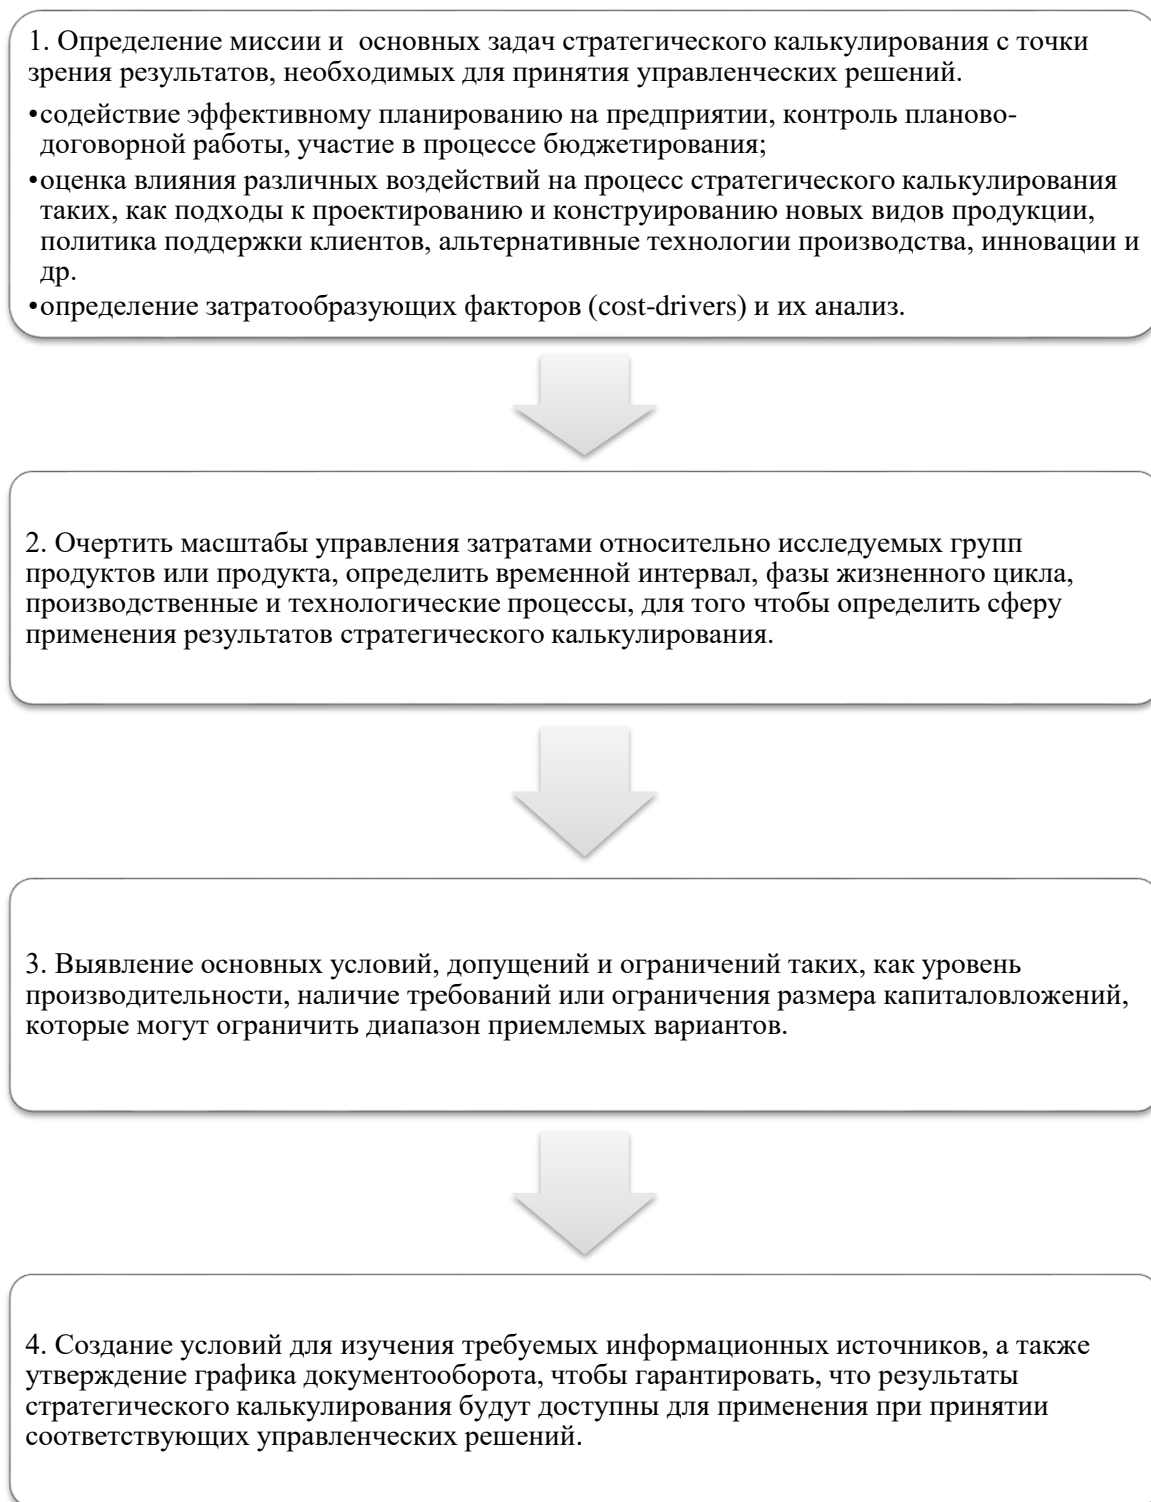 1. Определение миссии и  основных задач стратегического калькулирования с точки
зрения результатов, необходимых для принятия управленческих решений.
•содействие эффективному планированию на предприятии, контроль планово-
договорной работы, участие в процессе бюджетирования;
•оценка влияния различных воздействий на процесс стратегического калькулирования
таких, как подходы к проектированию и конструированию новых видов продукции,
политика поддержки клиентов, альтернативные технологии производства, инновации и
др.
•определение затратообразующих факторов (cost-drivers) и их анализ.
2. Очертить масштабы управления затратами относительно исследуемых групп
продуктов или продукта, определить временной интервал, фазы жизненного цикла,
производственные и технологические процессы, для того чтобы определить сферу
применения результатов стратегического калькулирования.
3. Выявление основных условий, допущений и ограничений таких, как уровень
производительности, наличие требований или ограничения размера капиталовложений,
которые могут ограничить диапазон приемлемых вариантов.
4. Создание условий для изучения требуемых информационных источников, а также
утверждение графика документооборота, чтобы гарантировать, что результаты
стратегического калькулирования будут доступны для применения при принятии
соответствующих управленческих решений.